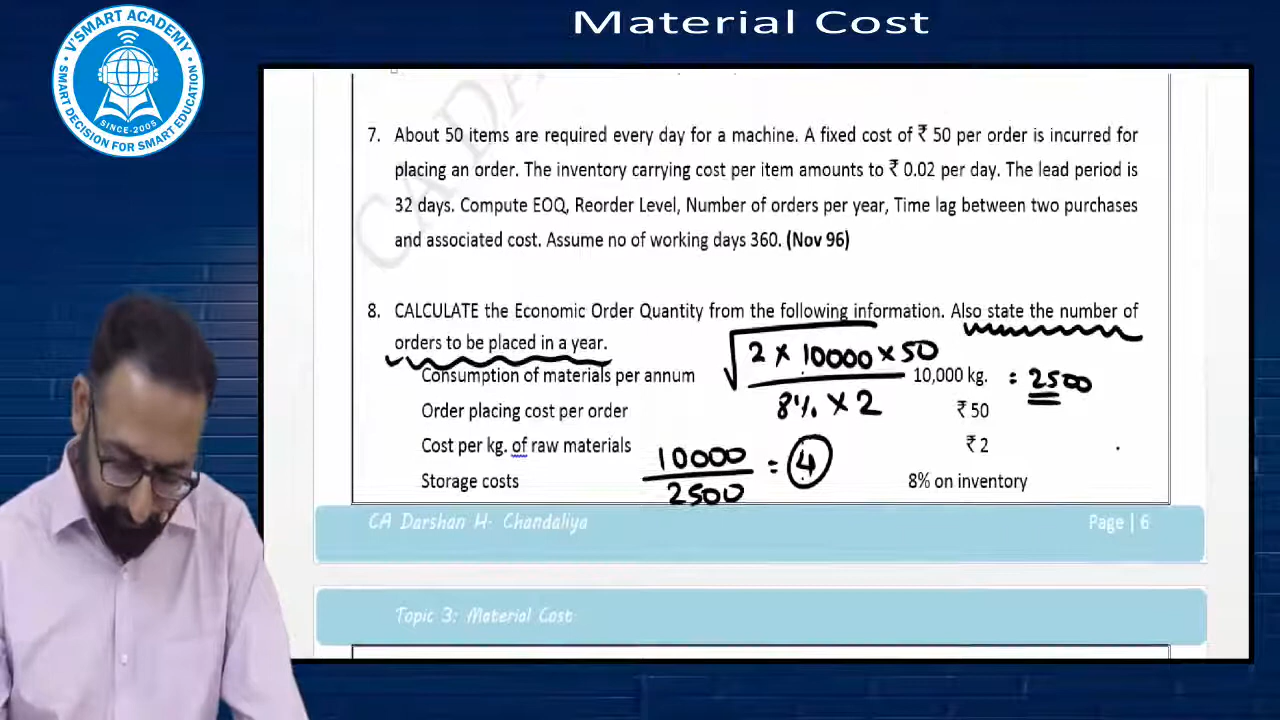 Material Cost
V'SMART ACADEMY
SMART DECISION FOR SMART EDUCATION
SINCE-2005
7. About 50 items are required every day for a machine. A fixed cost of ₹ 50 per order is incurred for
placing an order. The inventory carrying cost per item amounts to ₹ 0.02 per day. The lead period is
32 days. Compute EOQ, Reorder Level, Number of orders per year, Time lag between two purchases
and associated cost. Assume no of working days 360. (Nov 96)
8. CALCULATE the Economic Order Quantity from the following information. Also state the number of
orders to be placed in a year.
√ 2 × 10000 × 50
Consumption of materials per annum 10,000 kg. : 2500
8% × 2
Order placing cost per order ₹ 50
Cost per kg. of raw materials ₹ 2
10000
= 4
2500
Storage costs 8% on inventory
CA Darshan H. Chandaliya Page | 6
Topic 3: Material Cost